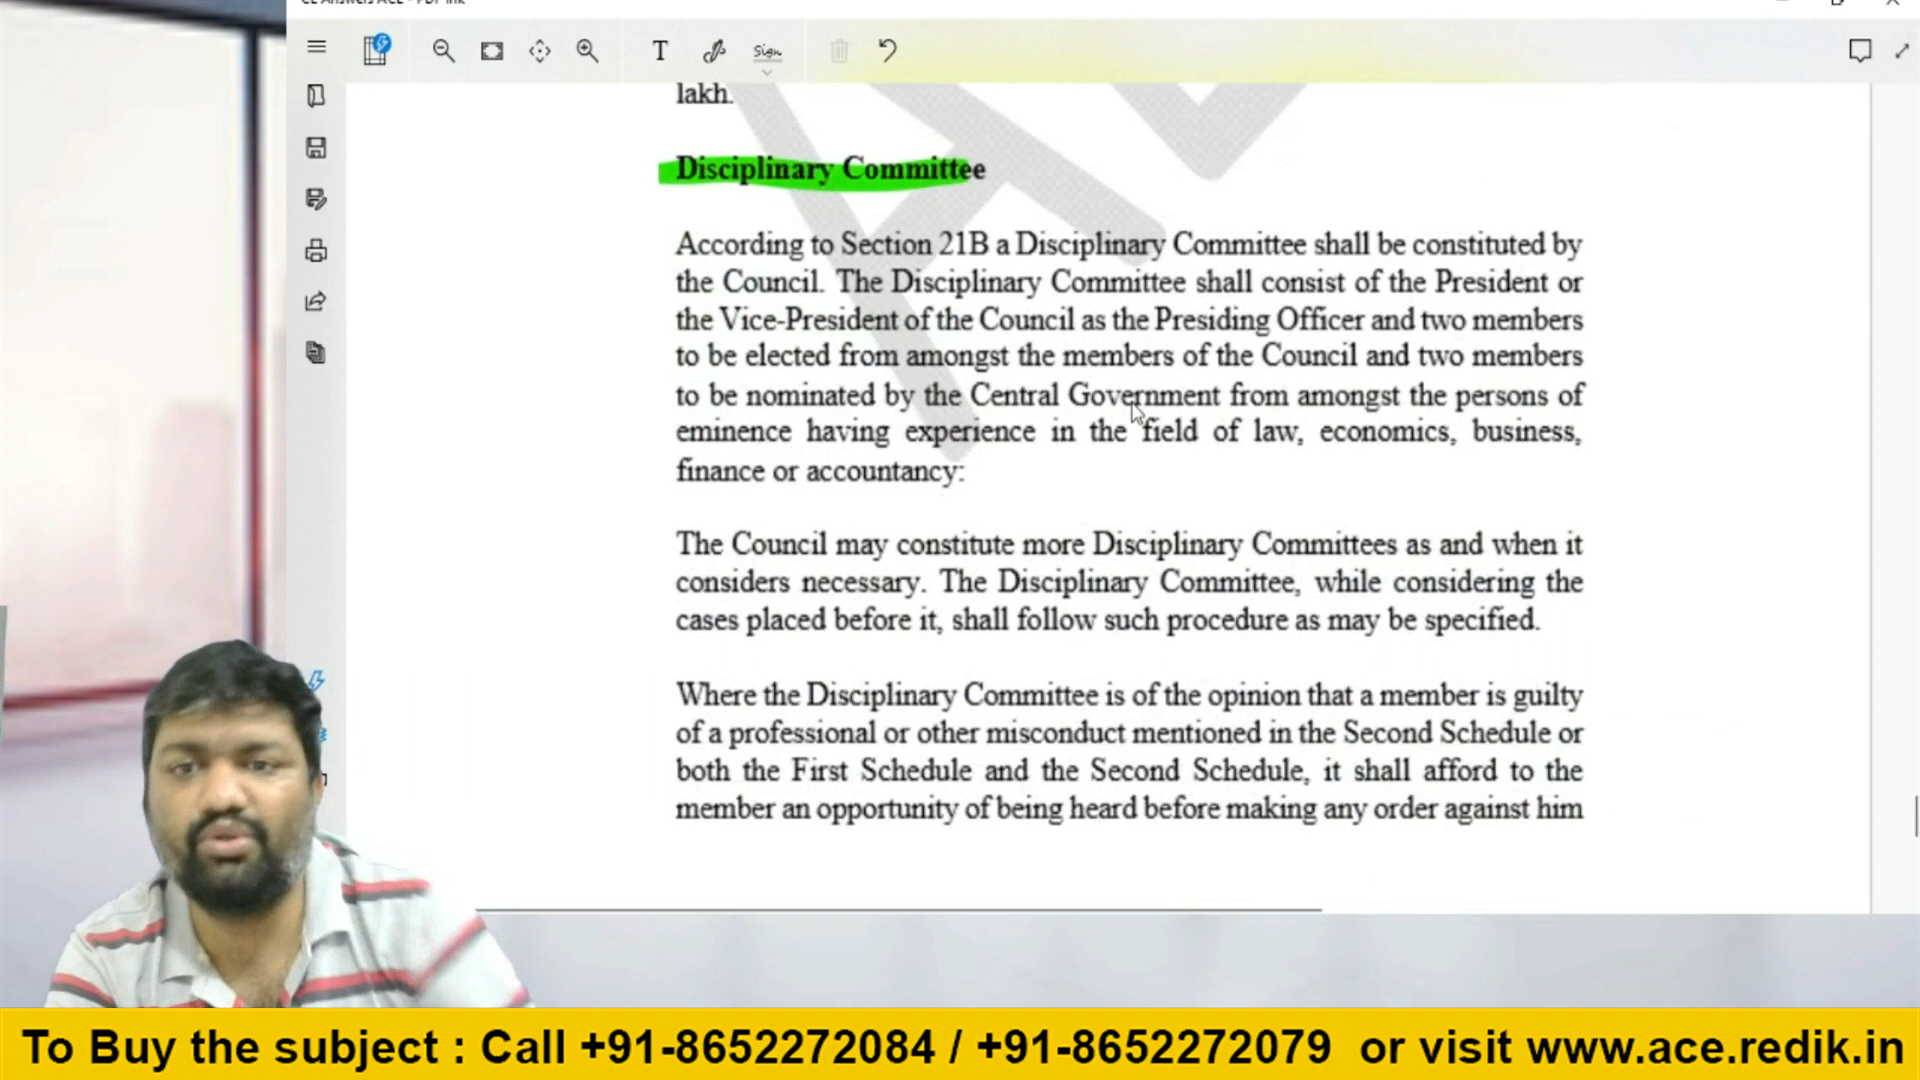 Sign
lakh.
Disciplinary Committee
According to Section 21B a Disciplinary Committee shall be constituted by
the Council. The Disciplinary Committee shall consist of the President or
the Vice-President of the Council as the Presiding Officer and two members
to be elected from amongst the members of the Council and two members
to be nominated by the Central Government from amongst the persons of
eminence having experience in the field of law, economics, business,
finance or accountancy:
The Council may constitute more Disciplinary Committees as and when it
considers necessary. The Disciplinary Committee, while considering the
cases placed before it, shall follow such procedure as may be specified.
Where the Disciplinary Committee is of the opinion that a member is guilty
of a professional or other misconduct mentioned in the Second Schedule or
both the First Schedule and the Second Schedule, it shall afford to the
member an opportunity of being heard before making any order against him
To Buy the subject : Call +91-8652272084 / +91-8652272079 or visit www.ace.redik.in